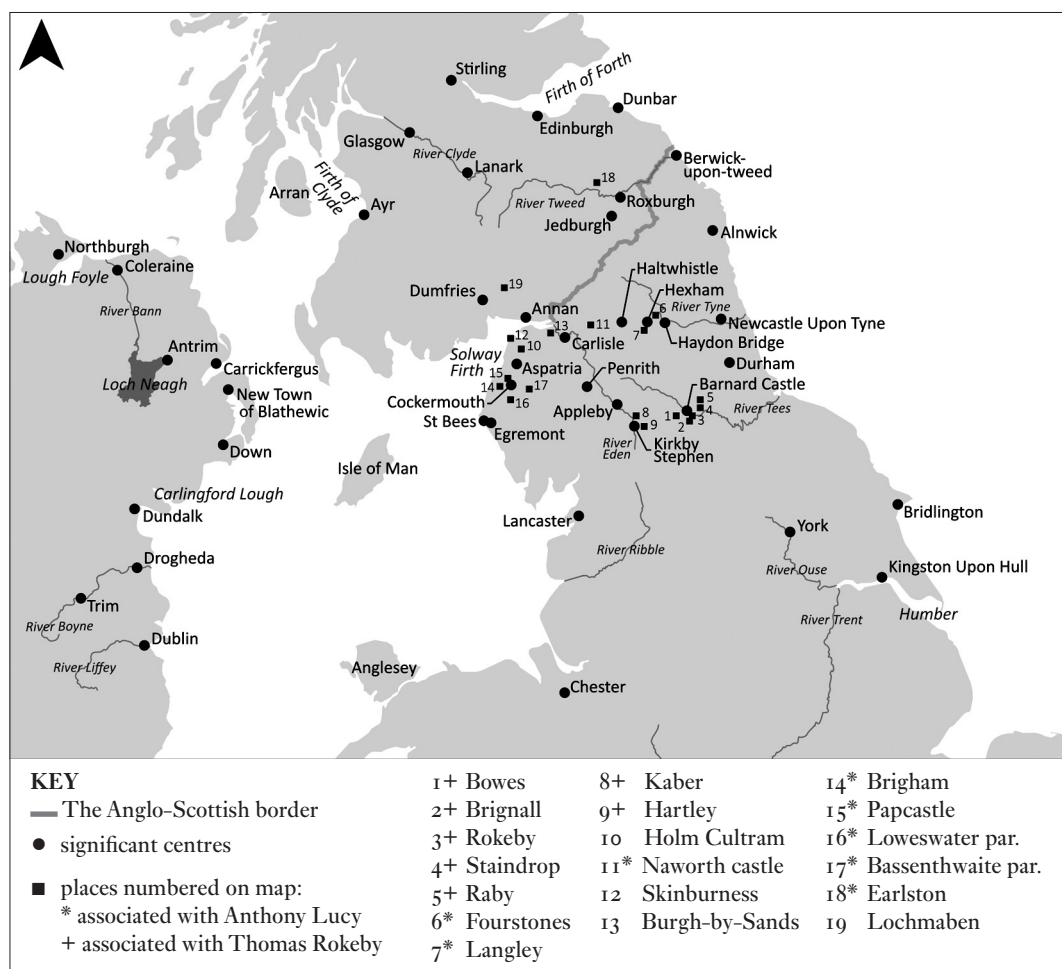 Stirling
Firth of Forth
Dunbar
Edinburgh
Glasgow
River Clyde
Lanark
Berwick-
upon-tweed
18
Arran
Firth of
Clyde
River Tweed
Roxburgh
Ayr
Jedburgh
Alnwick
Northburgh
Lough Foyle
Coleraine
Haltwhistle
Hexham
19
Dumfries
River Bann
Annan
River Tyne
6
13
11
7
Newcastle Upon Tyne
12
Carlisle
Haydon Bridge
10
Antrim
Solway
Firth
Carrickfergus
Aspatria
Durham
Loch Neagh
15
Penrith
Barnard Castle
New Town
of Blathewic
14
17
5
Cockermouth
16
Appleby
4
River Tees
8
1
3
2
St Bees
Egremont
9
Kirkby
Stephen
River
Eden
Down
Isle of Man
Carlingford Lough
Dundalk
Lancaster
Bridlington
York
River Ribble
Drogheda
River Ouse
Kingston Upon Hull
Trim
River Boyne
River Trent
Humber
Dublin
River Liffey
Anglesey
Chester
KEY
The Anglo-Scottish border
significant centres
places numbered on map:
* associated with Anthony Lucy
+ associated with Thomas Rokeby
1+ Bowes
2+ Brignall
3+ Rokeby
4+ Staindrop
5+ Raby
6* Fourstones
7* Langley
8+ Kaber
9+ Hartley
10 Holm Cultram
11* Naworth castle
12 Skinburness
13 Burgh-by-Sands
14* Brigham
15* Papcastle
16* Loweswater par.
17* Bassenthwaite par.
18* Earlston
19 Lochmaben